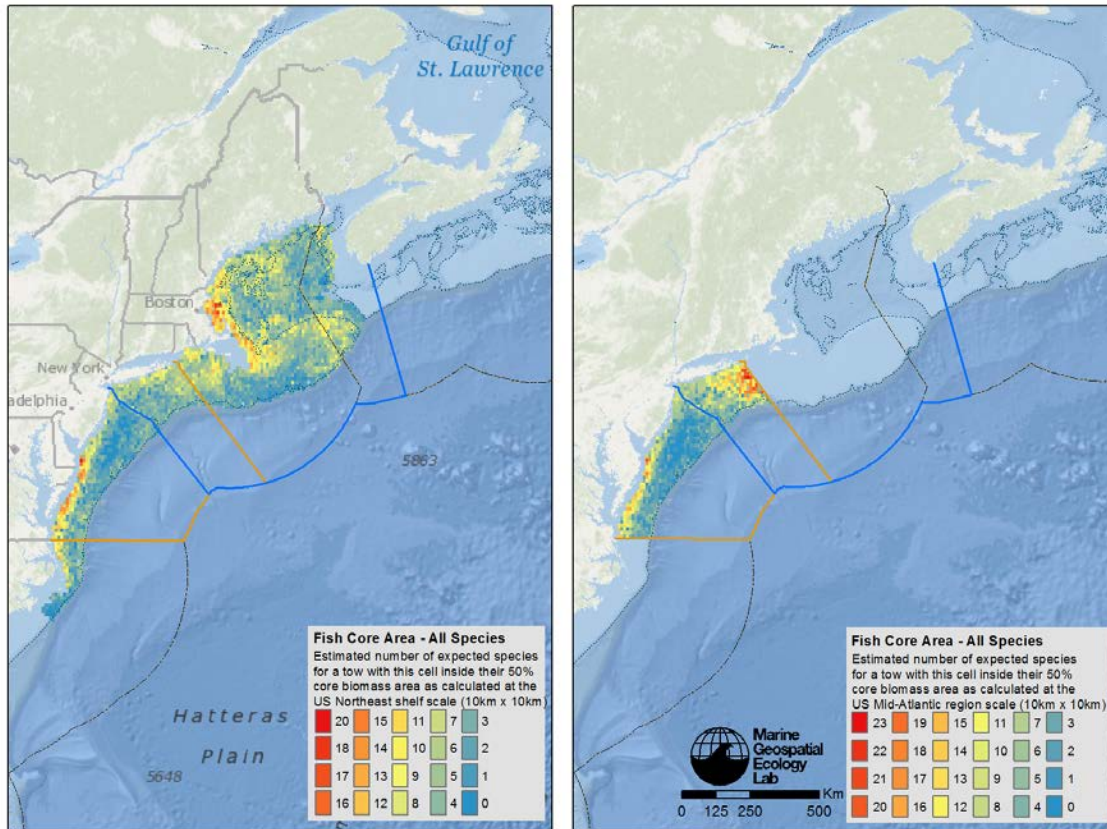 Gulf of
St. Lawrence
Boston
New York
adelphia
5863
Hatteras
Plain
5648
Fish Core Area - All Species
Estimated number of expected species
for a tow with this cell inside their 50%
core biomass area as calculated at the
US Northeast shelf scale (10km x 10km)
20 15 11 7 3
18 14 10 6 2
17 13 9 5 1
16 12 8 4 0
Marine
Geospatial
Ecology
Lab
Km
0 125 250 500
Fish Core Area - All Species
Estimated number of expected species
for a tow with this cell inside their 50%
core biomass area as calculated at the
US Mid-Atlantic region scale (10km x 10km)
23 19 15 11 7 3
22 18 14 10 6 2
21 17 13 9 5 1
20 16 12 8 4 0